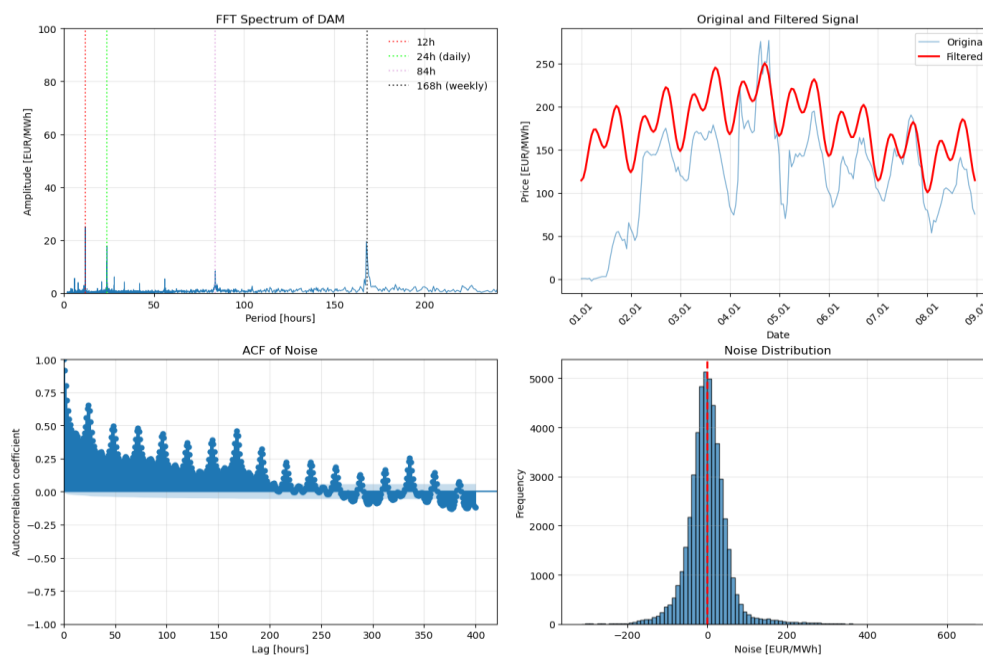 FFT Spectrum of DAM
100
80
60
40
20
0
Amplitude [EUR/MWh]
12h
24h (daily)
84h
168h (weekly)
0 50 100 150 200
Period [hours]
Original and Filtered Signal
250
200
150
100
50
0
Price [EUR/MWh]
Filtered
01.01 02.01 03.01 04.01 05.01 06.01 07.01 08.01
Date
ACF of Noise
1.00
0.75
0.50
0.25
0.00
−0.25
−0.50
−0.75
−1.00
Autocorrelation coefficient
0 50 100 150 200 250 300 350 400
Lag [hours]
Noise Distribution
5000
4000
3000
2000
1000
0
Frequency
−200 0 200 400 600
Noise [EUR/MWh]